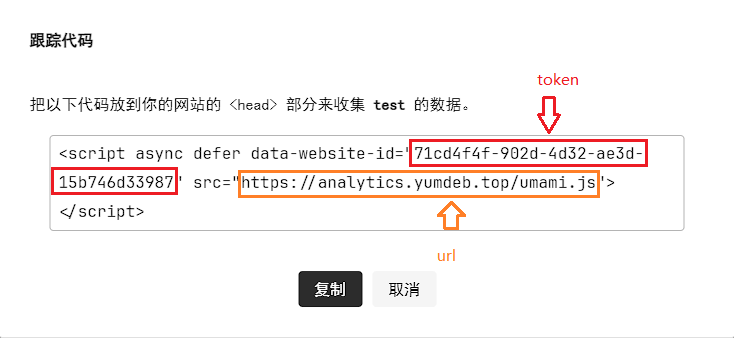 跟踪代码
token
把以下代码放到你的网站的 <head> 部分来收集 test 的数据。
<script async defer data-website-id="71cd4f4f-902d-4d32-ae3d-
15b746d33987" src="https://analytics.yumdeb.top/umami.js">
</script>
url
复制 取消